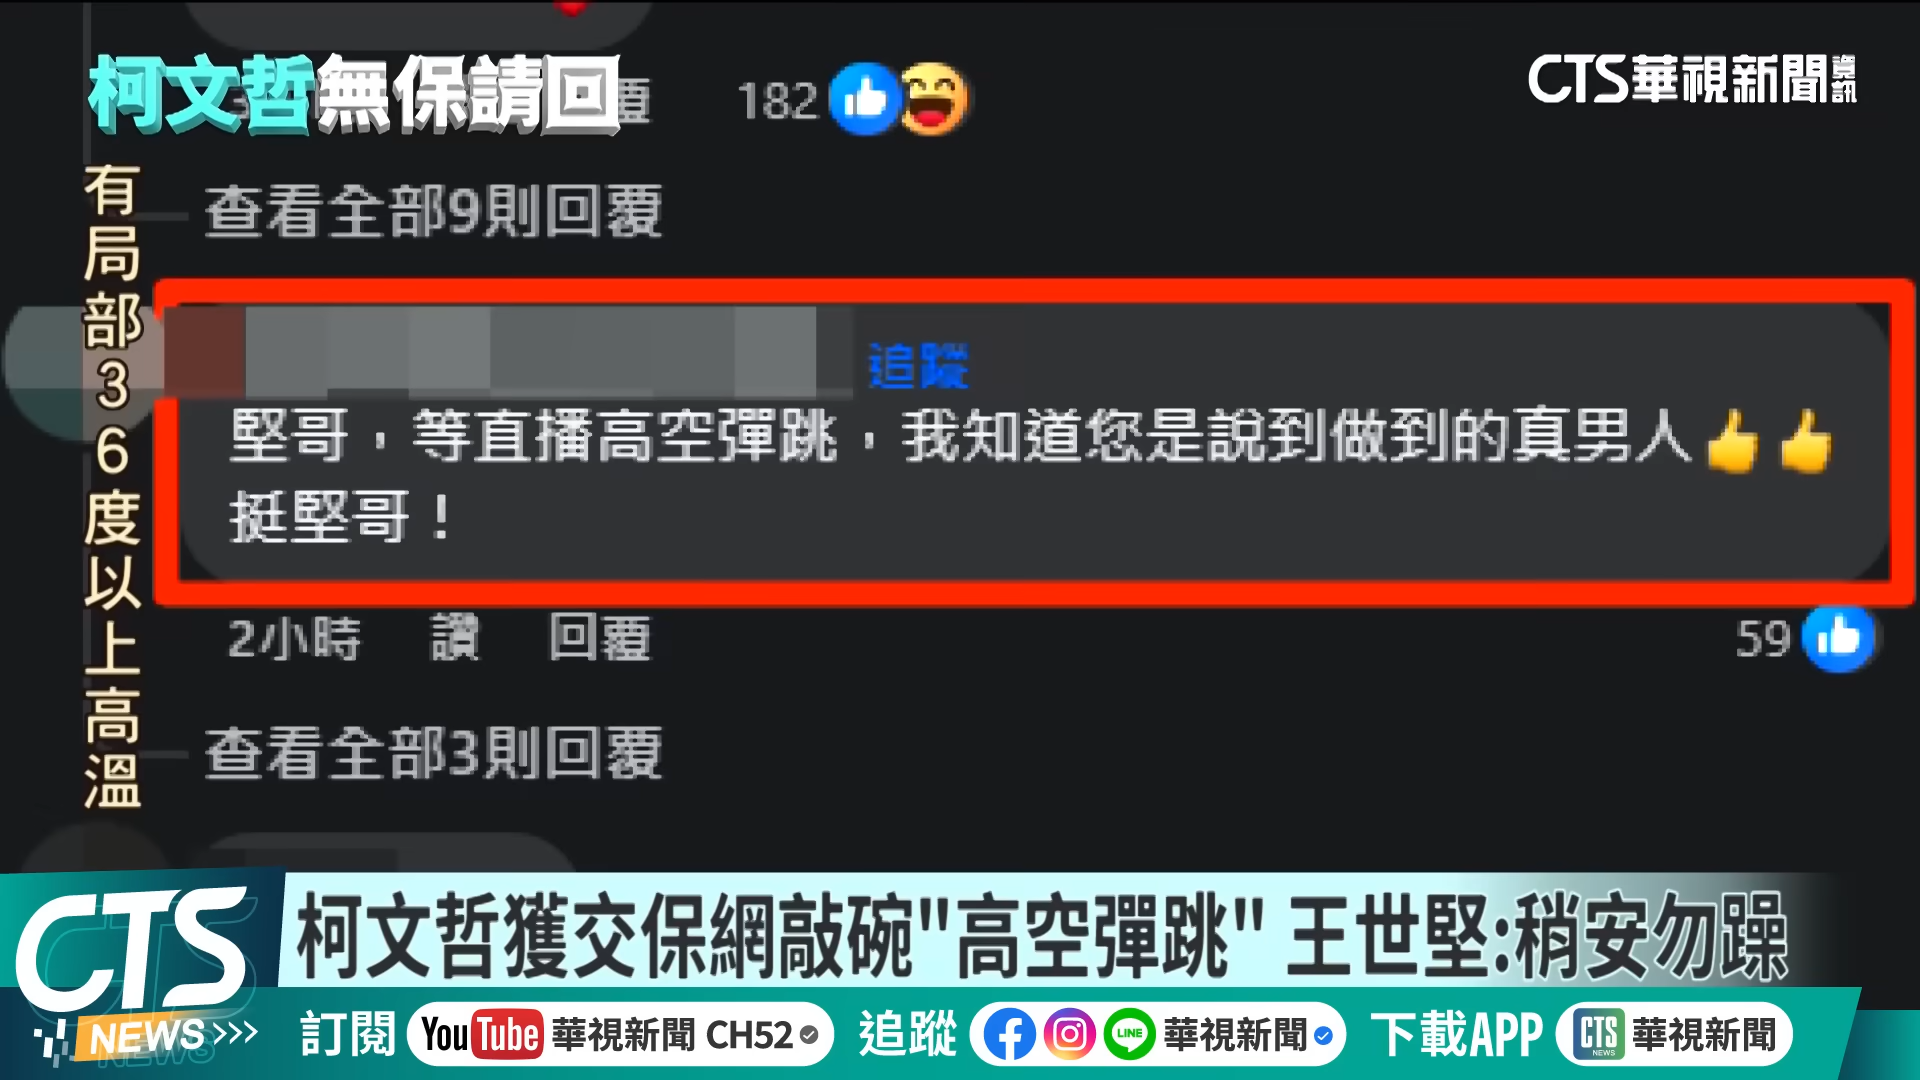 柯文哲無保請回
CTS華視新聞資訊
182
查看全部9則回覆
有局部36度以上高溫
追蹤
堅哥，等直播高空彈跳，我知道您是說到做到的真男人👍👍
挺堅哥！
2小時 讚 回覆
59
查看全部3則回覆
柯文哲獲交保網敲碗"高空彈跳" 王世堅:稍安勿躁
CTS NEWS
訂閱 YouTube 華視新聞 CH52 追蹤 LINE 華視新聞 下載APP CTS NEWS 華視新聞